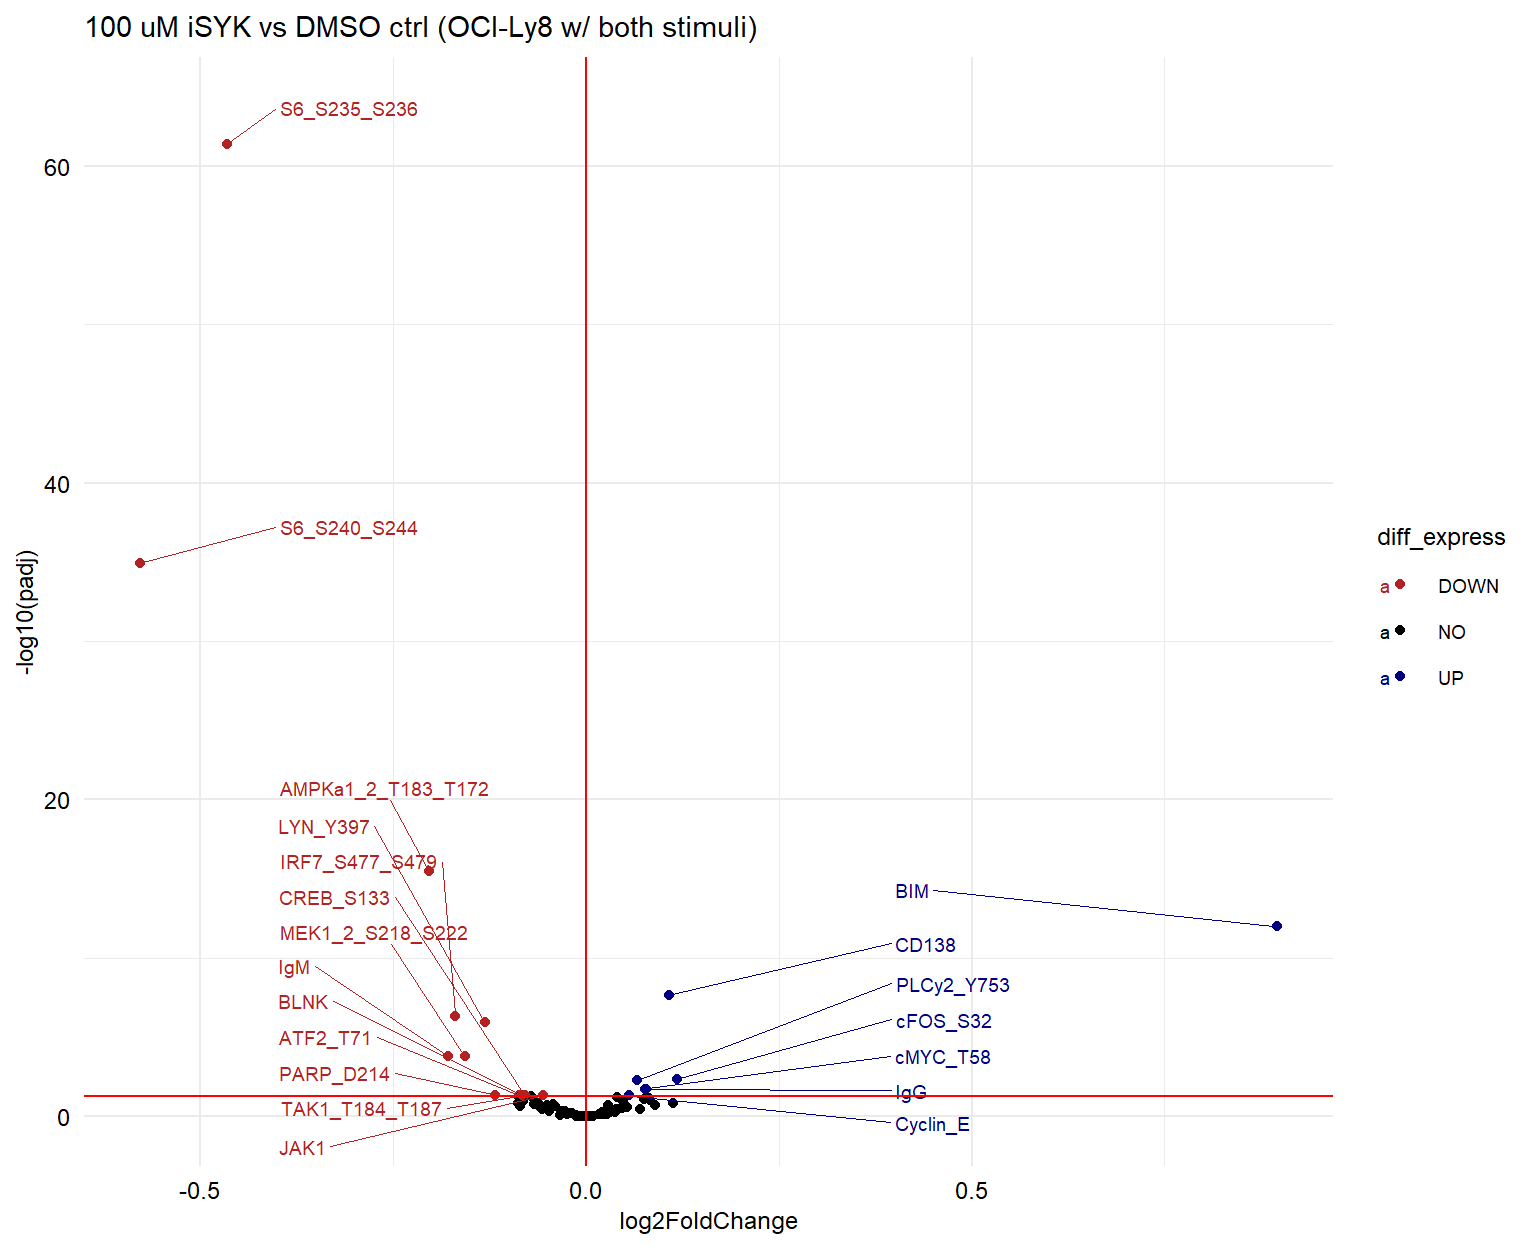 100 uM iSYK vs DMSO ctrl (OCI-Ly8 w/ both stimuli)
S6_S235_S236
60
40
S6_S240_S244
-log10(padj)
diff_express
a DOWN
a NO
a UP
AMPKa1_2_T183_T172
20
LYN_Y397
IRF7_S477_S479
CREB_S133
BIM
MEK1_2_S218_S222
CD138
IgM
PLCy2_Y753
BLNK
cFOS_S32
ATF2_T71
cMYC_T58
PARP_D214
IgG
TAK1_T184_T187
0
Cyclin_E
JAK1
-0.5
0.0
0.5
log2FoldChange